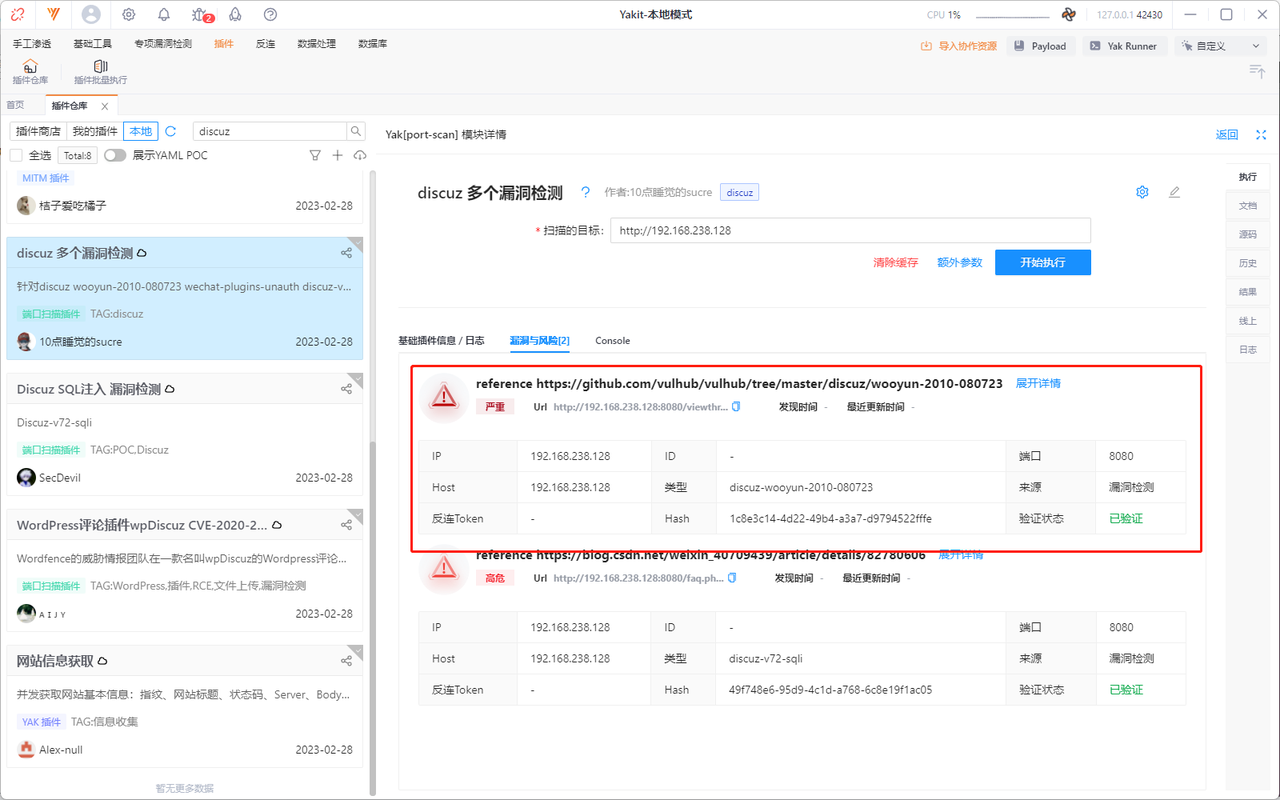 2
Yakit-本地模式
CPU 1%
127.0.0.1 42430
手工渗透 基础工具 专项漏洞检测 插件 反连 数据处理 数据库
导入协作资源 Payload Yak Runner 自定义
插件仓库 插件批量执行
首页 插件仓库
插件商店 我的插件 本地 discuz
全选 Total:8 展示YAML POC
MITM 插件
桔子爱吃橘子 2023-02-28
discuz 多个漏洞检测
针对discuz wooyun-2010-080723 wechat-plugins-unauth discuz-v...
端口扫描插件 TAG:discuz
10点睡觉的sucre 2023-02-28
Discuz SQL注入 漏洞检测
Discuz-v72-sqli
端口扫描插件 TAG:POC,Discuz
SecDevil 2023-02-28
WordPress评论插件wpDiscuz CVE-2020-2...
Wordfence的威胁情报团队在一款名叫wpDiscuz的Wordpress评论...
端口扫描插件 TAG:WordPress,插件,RCE,文件上传,漏洞检测
A I J Y 2023-02-28
网站信息获取
并发获取网站基本信息：指纹、网站标题、状态码、Server、Body...
YAK 插件 TAG:信息收集
Alex-null 2023-02-28
暂无更多数据
Yak[port-scan] 模块详情 返回
discuz 多个漏洞检测 ? 作者:10点睡觉的sucre discuz
* 扫描的目标: http://192.168.238.128
清除缓存 额外参数 开始执行
基础插件信息 / 日志 漏洞与风险[2] Console
reference https://github.com/vulhub/vulhub/tree/master/discuz/wooyun-2010-080723 展开详情
严重 Url http://192.168.238.128:8080/viewthr... 发现时间 - 最近更新时间 -
IP 192.168.238.128 ID - 端口 8080
Host 192.168.238.128 类型 discuz-wooyun-2010-080723 来源 漏洞检测
反连Token - Hash 1c8e3c14-4d22-49b4-a3a7-d9794522fffe 验证状态 已验证
reference https://blog.csdn.net/weixin_40709439/article/details/82780606 展开详情
高危 Url http://192.168.238.128:8080/faq.ph... 发现时间 - 最近更新时间 -
IP 192.168.238.128 ID - 端口 8080
Host 192.168.238.128 类型 discuz-v72-sqli 来源 漏洞检测
反连Token - Hash 49f748e6-95d9-4c1d-a768-6c8e19f1ac05 验证状态 已验证
执行
文档
源码
历史
结果
线上
日志